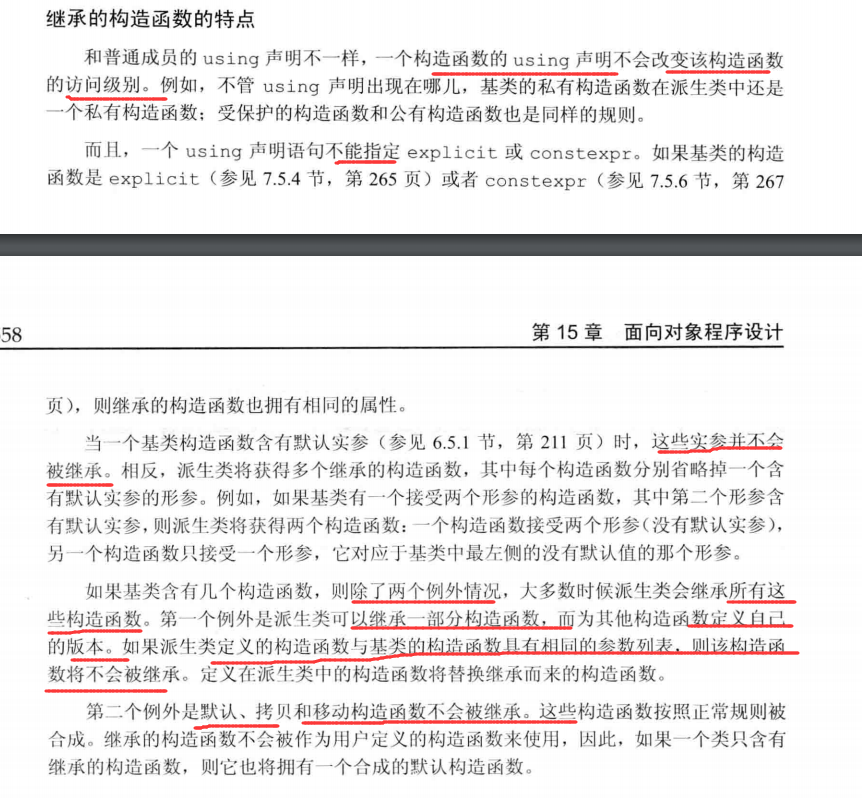 继承的构造函数的特点
和普通成员的 using 声明不一样，一个构造函数的 using 声明不会改变该构造函数
的访问级别。例如，不管 using 声明出现在哪儿，基类的私有构造函数在派生类中还是
一个私有构造函数；受保护的构造函数和公有构造函数也是同样的规则。
而且，一个 using 声明语句不能指定 explicit 或 constexpr。如果基类的构造
函数是 explicit（参见 7.5.4 节，第 265 页）或者 constexpr（参见 7.5.6 节，第 267
58
第 15 章 面向对象程序设计
页），则继承的构造函数也拥有相同的属性。
当一个基类构造函数含有默认实参（参见 6.5.1 节，第 211 页）时，这些实参并不会
被继承。相反，派生类将获得多个继承的构造函数，其中每个构造函数分别省略掉一个含
有默认实参的形参。例如，如果基类有一个接受两个形参的构造函数，其中第二个形参含
有默认实参，则派生类将获得两个构造函数：一个构造函数接受两个形参（没有默认实参），
另一个构造函数只接受一个形参，它对应于基类中最左侧的没有默认值的那个形参。
如果基类含有几个构造函数，则除了两个例外情况，大多数时候派生类会继承所有这
些构造函数。第一个例外是派生类可以继承一部分构造函数，而为其他构造函数定义自己
的版本。如果派生类定义的构造函数与基类的构造函数具有相同的参数列表，则该构造函
数将不会被继承。定义在派生类中的构造函数将替换继承而来的构造函数。
第二个例外是默认、拷贝和移动构造函数不会被继承。这些构造函数按照正常规则被
合成。继承的构造函数不会被作为用户定义的构造函数来使用，因此，如果一个类只含有
继承的构造函数，则它也将拥有一个合成的默认构造函数。